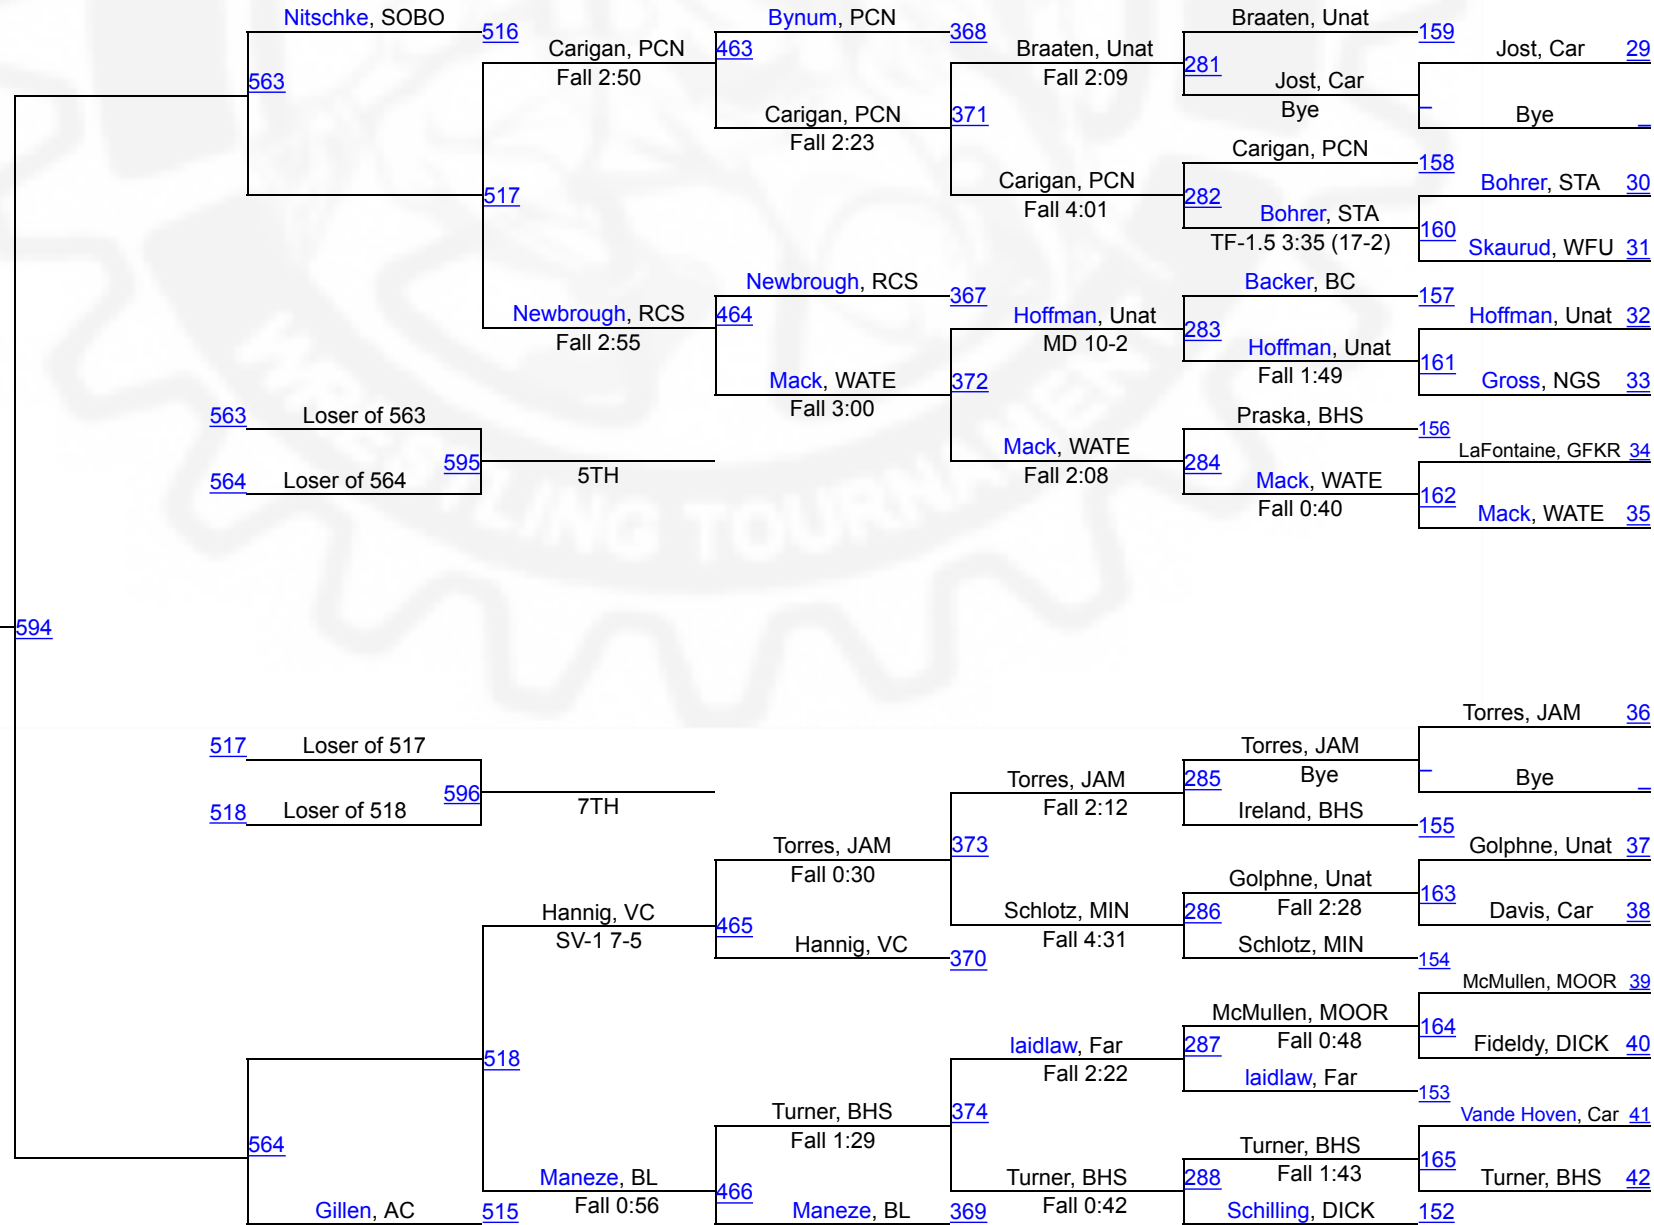 Nitschke, SOBO
516
Bynum, PCN
368
Braaten, Unat
159
Carigan, PCN
463
Braaten, Unat
Jost, Car
29
Fall 2:50
Fall 2:09
281
563
Jost, Car
Bye
_
Carigan, PCN
371
Bye
_
Fall 2:23
Carigan, PCN
158
Carigan, PCN
Bohrer, STA
30
517
282
Fall 4:01
Bohrer, STA
TF-1.5 3:35 (17-2)
160
Skaurud, WFU
31
Newbrough, RCS
367
Backer, BC
157
Newbrough, RCS
464
Hoffman, Unat
Hoffman, Unat
32
Fall 2:55
MD 10-2
283
Hoffman, Unat
Fall 1:49
161
Mack, WATE
372
Gross, NGS
33
Fall 3:00
563
Loser of 563
Praska, BHS
156
Mack, WATE
LaFontaine, GFKR
34
595
5TH
Fall 2:08
284
564
Loser of 564
Mack, WATE
162
Fall 0:40
Mack, WATE
35
WRESTLING TOURNAMENT
594
Torres, JAM
36
517
Loser of 517
Torres, JAM
Bye
_
Torres, JAM
285
Bye
_
596
7TH
Fall 2:12
518
Loser of 518
Ireland, BHS
155
Torres, JAM
373
Golphne, Unat
37
Fall 0:30
Golphne, Unat
Fall 2:28
163
Hannig, VC
465
Schlotz, MIN
286
Davis, Car
38
SV-1 7-5
Fall 4:31
Hannig, VC
370
Schlotz, MIN
154
McMullen, MOOR
39
McMullen, MOOR
Fall 0:48
164
518
laidlaw, Far
287
Fideldy, DICK
40
Fall 2:22
laidlaw, Far
153
Turner, BHS
374
Vande Hoven, Car
41
Fall 1:29
564
Turner, BHS
Fall 1:43
165
Maneze, BL
466
Turner, BHS
288
Turner, BHS
42
Fall 0:56
Fall 0:42
Gillen, AC
515
Maneze, BL
369
Schilling, DICK
152